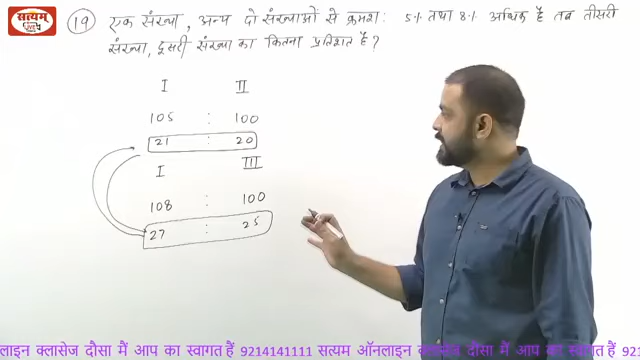 सत्यम्
19 एक संख्या, अन्य दो संख्याओं से क्रमशः 5% तथा 8% अधिक है तब तीसरी
संख्या, दूसरी संख्या का कितना प्रतिशत है?
I II
105 : 100
21 : 20
I III
108 : 100
27 : 25
लाइन क्लासेज दौसा मैं आप का स्वागत हैं 9214141111 सत्यम ऑनलाइन क्लासेज दौसा मैं आप का स्वागत हैं 92